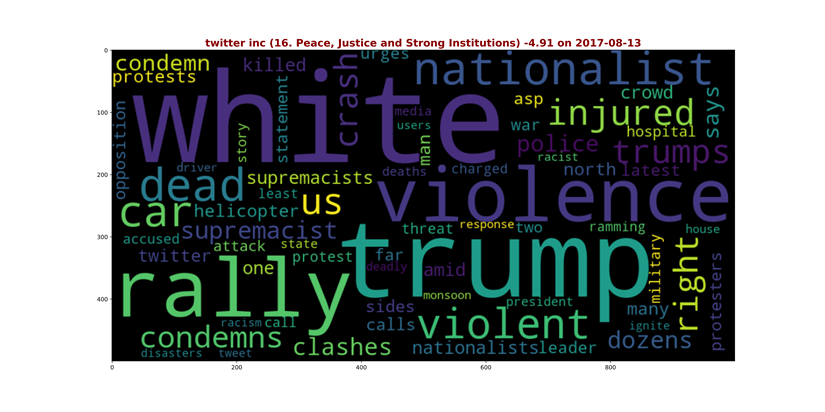 twitter inc (16. Peace, Justice and Strong Institutions) -4.91 on 2017-08-13
0
100
200
300
400
0
200
400
600
800
condemn
killed
urges
nationalist
protests
crash
white
asp
crowd
injured
says
media
users
war
hospital
opposition
story
statement
man
police
trumps
racist
driver
dead
supremacists
deaths
charged
north
latest
violence
car
least
us
helicopter
supremacist
threat
response
two
ramming
house
accused
attack
state
trump
rally
twitter
one
protest
far
deadly
amid
military
right
protesters
monsoon
president
sides
many
racism
call
calls
violent
ignite
condemns
clashes
dozens
disasters
tweet
nationalists
leader